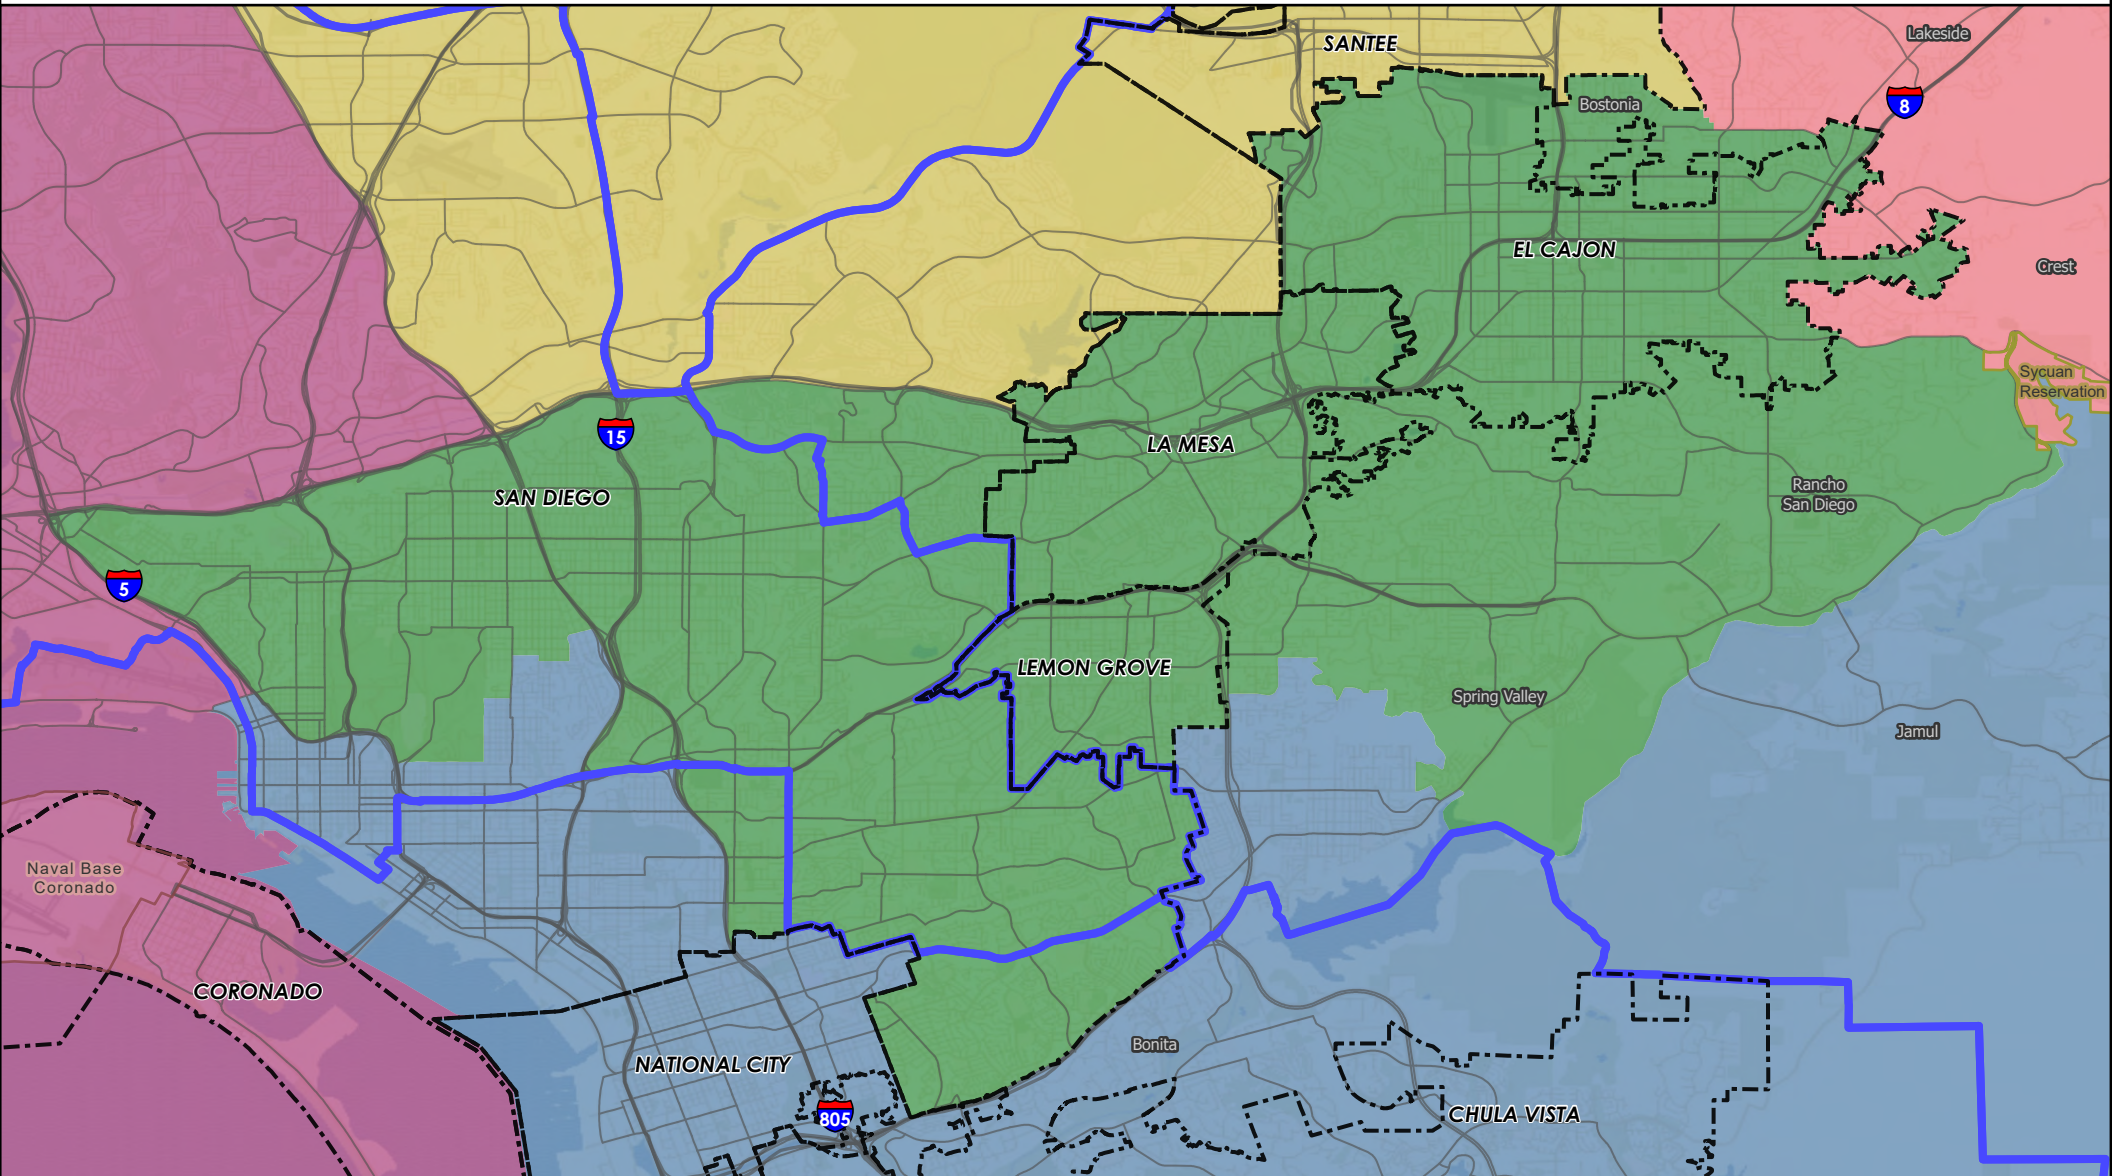 Lakeside
SANTEE
8
Bostonia
EL CAJON
Crest
Sycuan
Reservation
15
LA MESA
SAN DIEGO
Rancho
San Diego
5
LEMON GROVE
Spring Valley
Jamul
Naval Base
Coronado
CORONADO
Bonita
NATIONAL CITY
805
CHULA VISTA